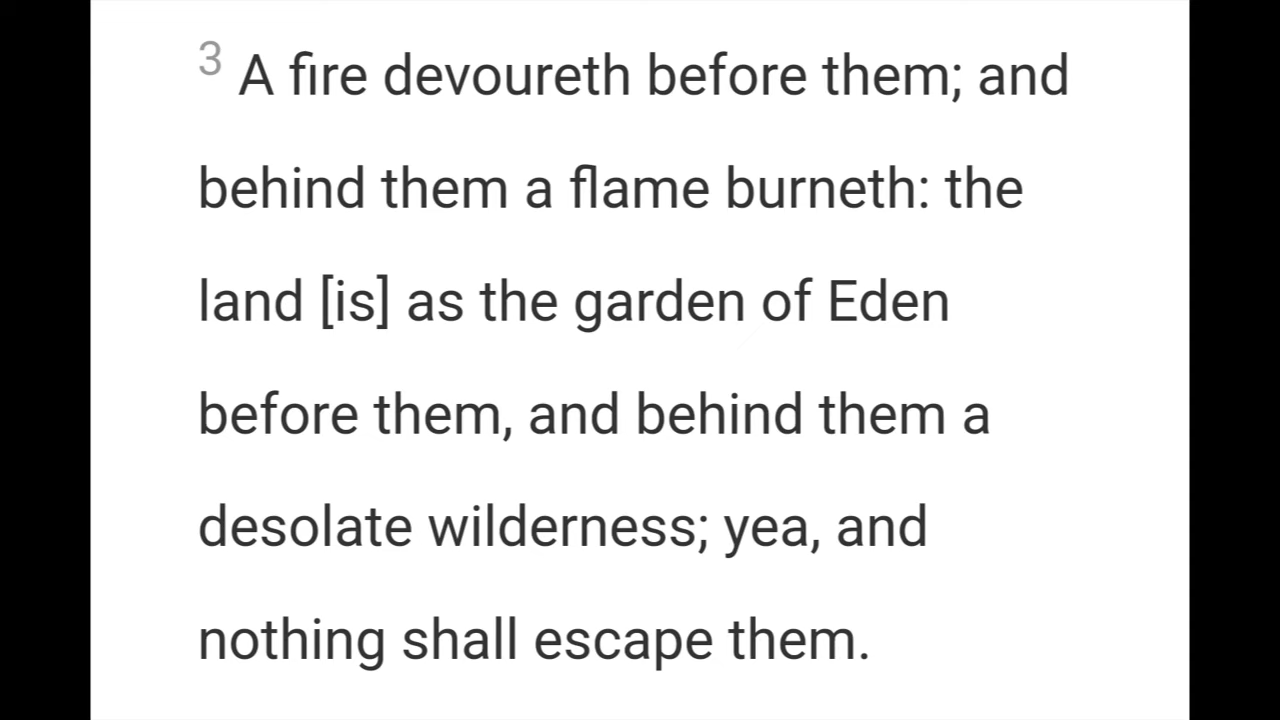 3 A fire devoureth before them; and
behind them a flame burneth: the
land [is] as the garden of Eden
before them, and behind them a
desolate wilderness; yea, and
nothing shall escape them.